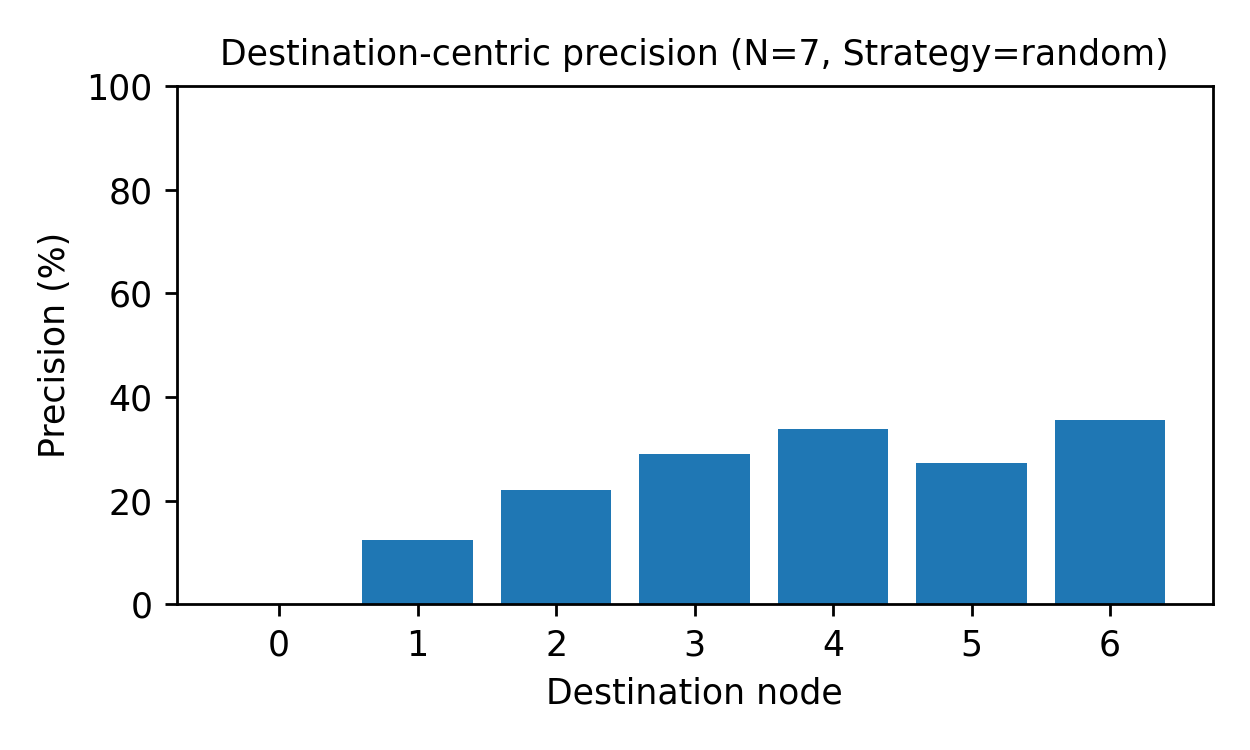 Destination-centric precision (N=7, Strategy=random)
100
80
60
40
20
0
Precision (%)
0 1 2 3 4 5 6
Destination node